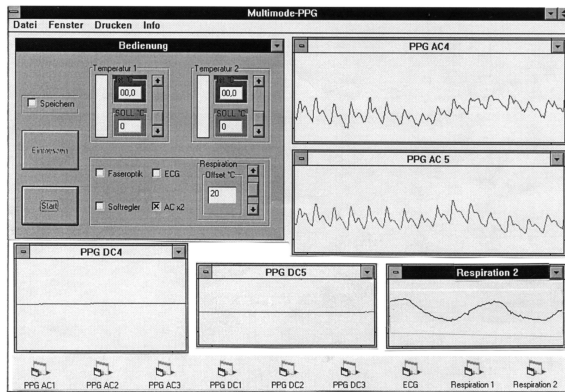 Multimode-PPG
Datei Fenster Drucken Info
Bedienung
Temperatur 1
Temperatur 2
00,0
00,0
SOLL °C
SOLL °C
0
0
Speichern
Einmessen
Start
Faseroptik
ECG
Softregler
AC x2
Respiration
Offset °C
20
PPG AC4
PPG AC 5
PPG DC4
PPG DC5
Respiration 2
PPG AC1 PPG AC2 PPG AC3 PPG DC1 PPG DC2 PPG DC3 ECG Respiration 1 Respiration 2